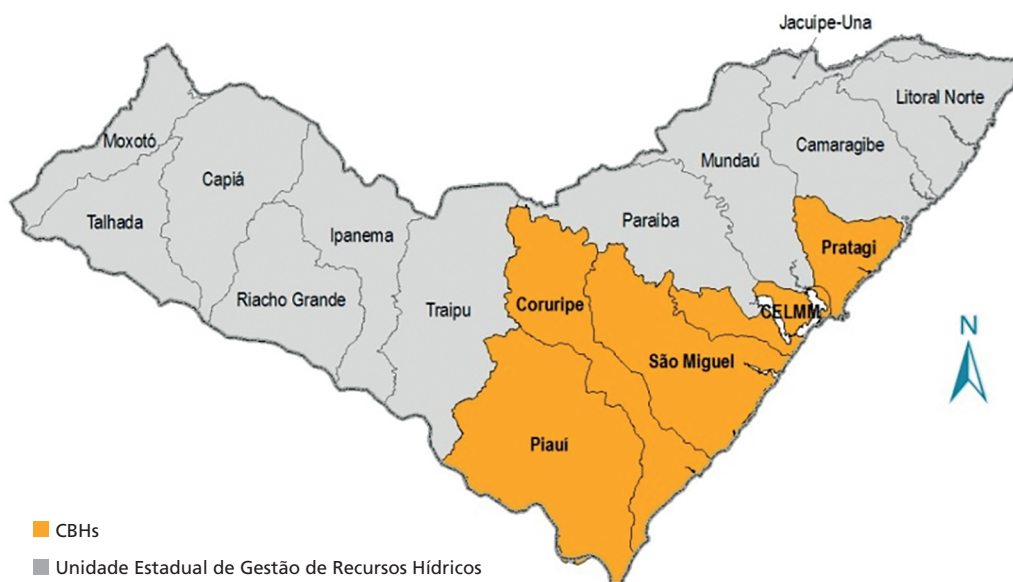 Jacuipe-Una
Litoral Norte
Moxotó
Camaragibe
Mundaú
Capiá
Talhada
Paraíba
Ipanema
Pratagi
Riacho Grande
Traipu
Coruripe
CELMM
São Miguel
N
Piauí
CBHs
Unidade Estadual de Gestão de Recursos Hídricos